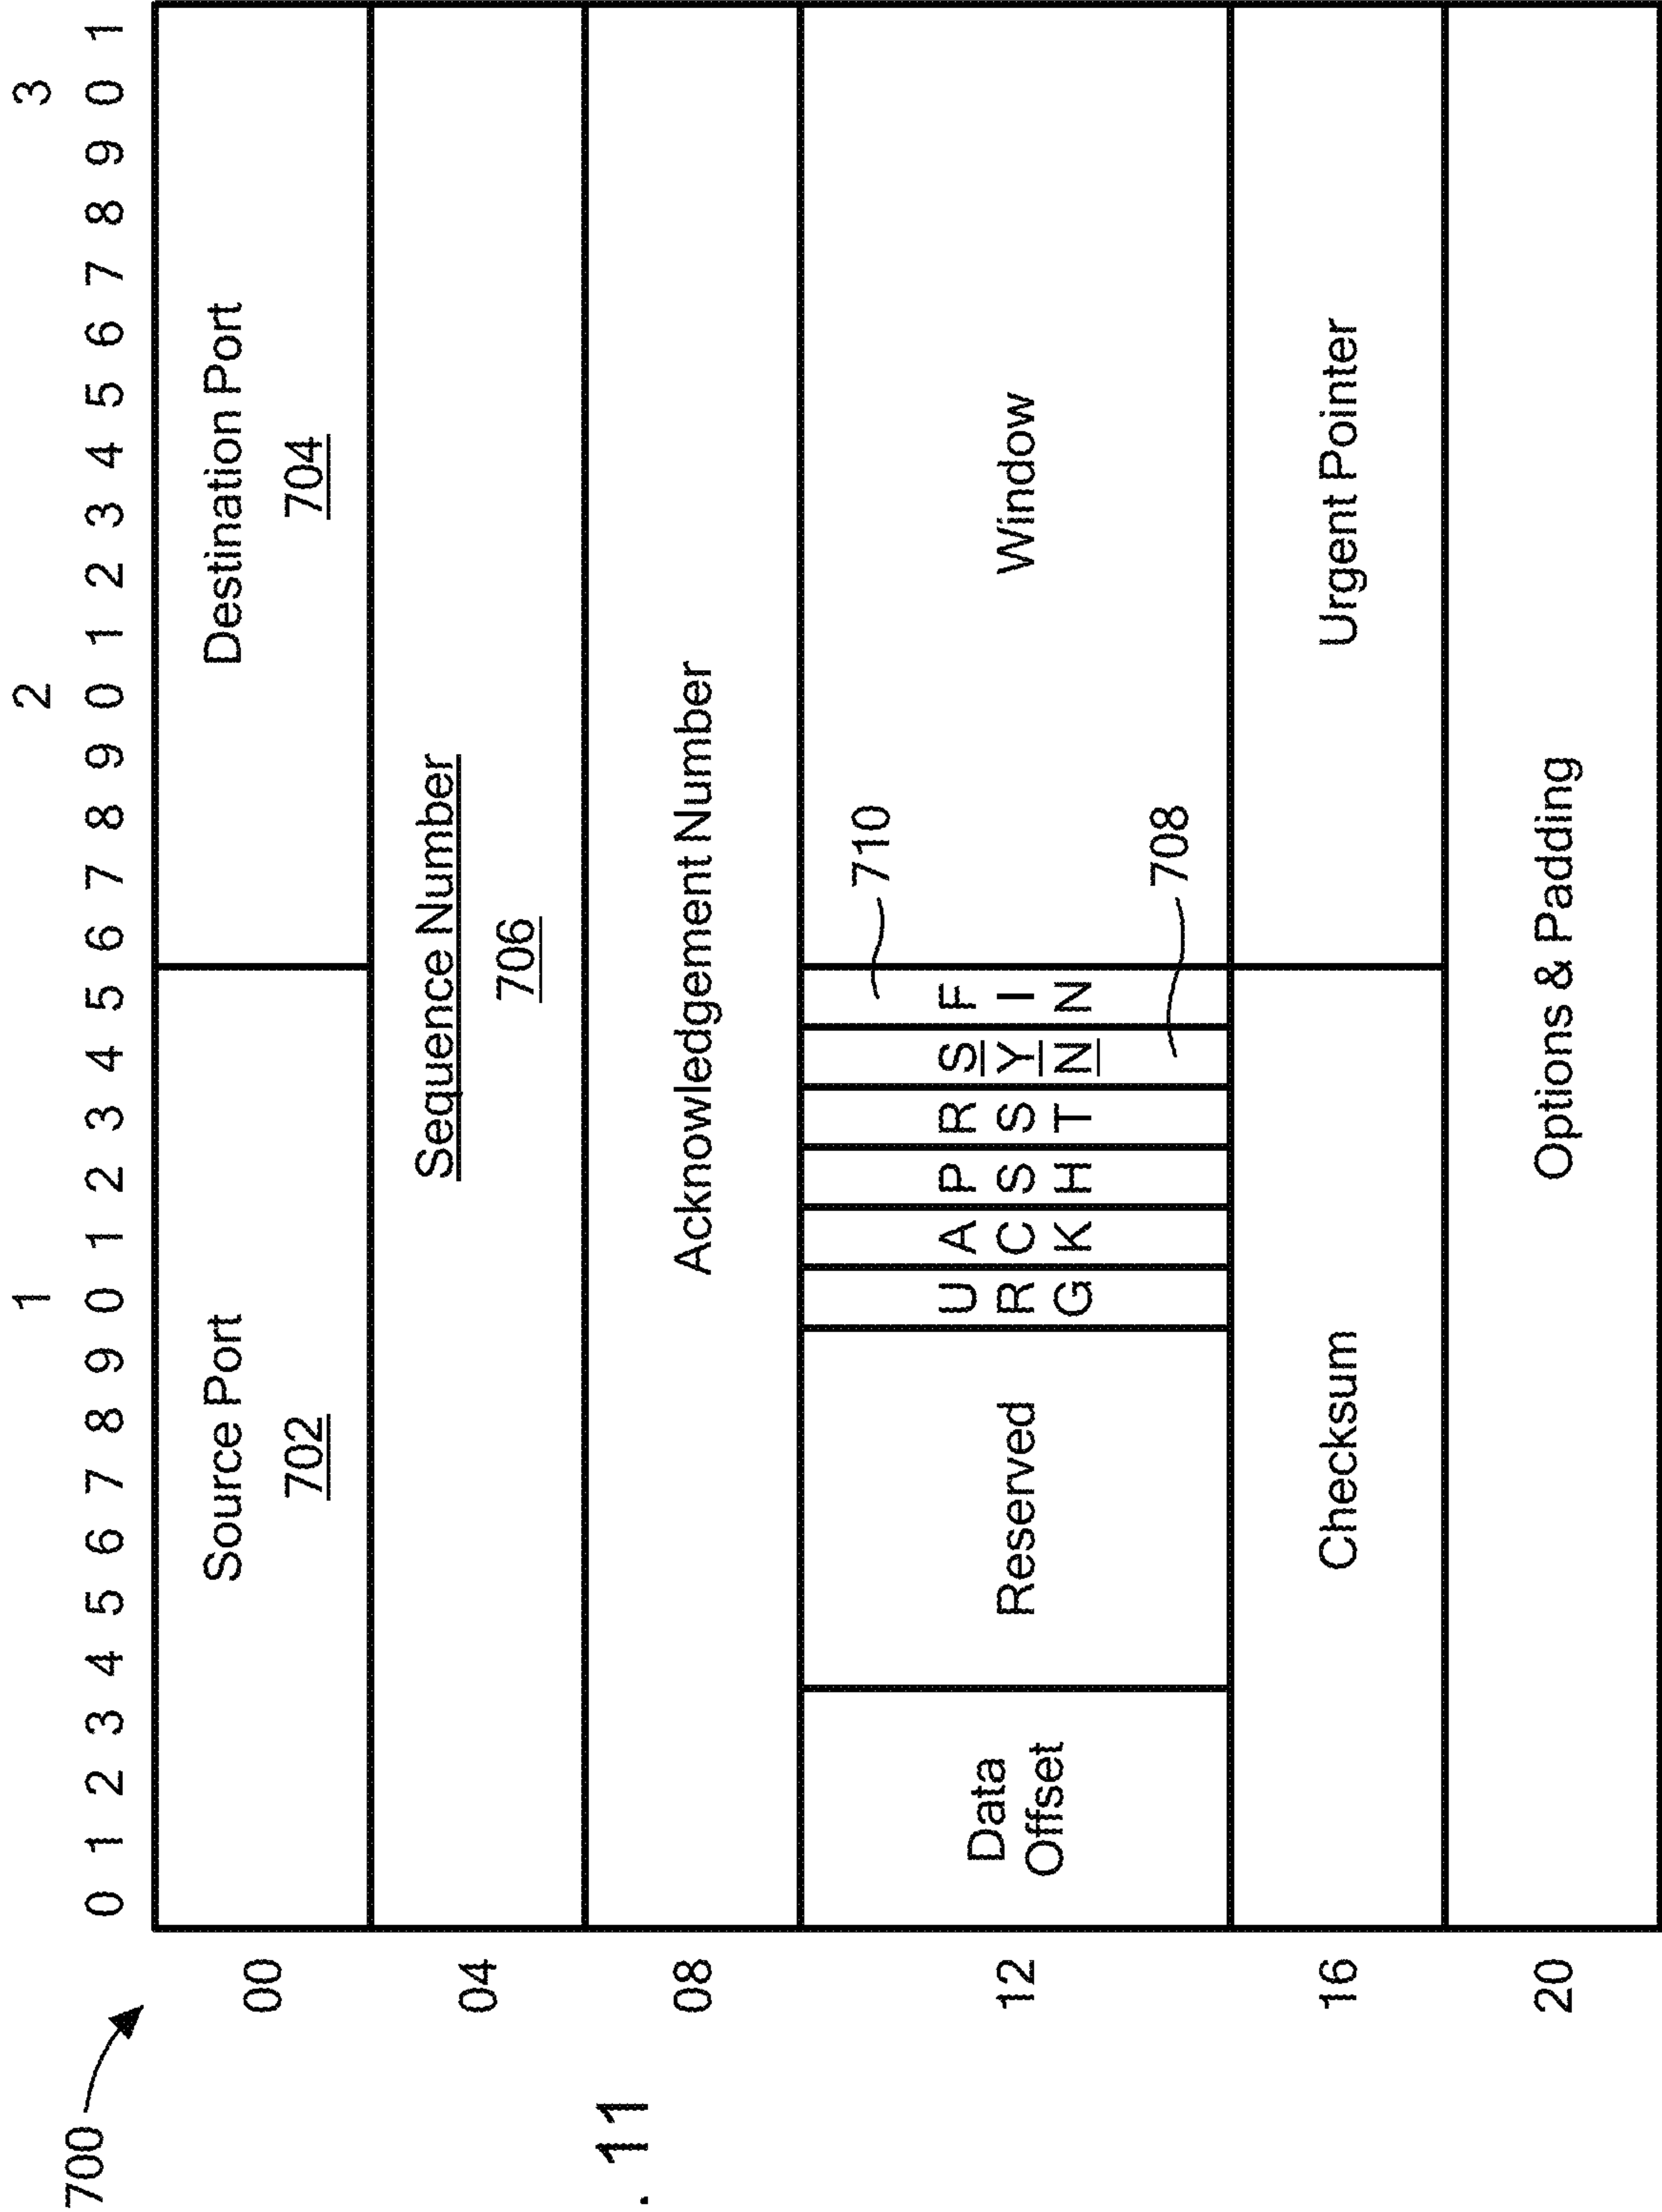 700
1 2 3
0 1 2 3 4 5 6 7 8 9 0 1 2 3 4 5 6 7 8 9 0 1 2 3 4 5 6 7 8 9 0 1
00
Source Port
702
Destination Port
704
04
Sequence Number
706
08
Acknowledgement Number
12
Data
Offset
Reserved
URG
ACK
PSH
RST
SYN
FIN
710
708
Window
16
Checksum
Urgent Pointer
20
Options & Padding
. 11